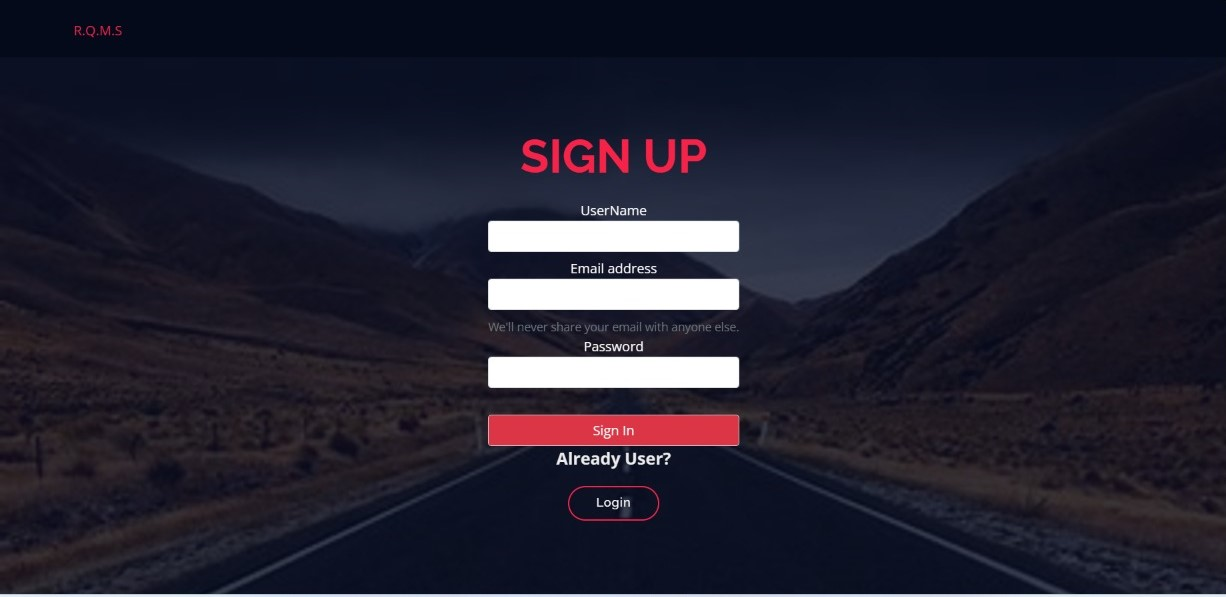 R.Q.M.S
SIGN UP
UserName
Email address
We'll never share your email with anyone else.
Password
Sign In
Already User?
Login